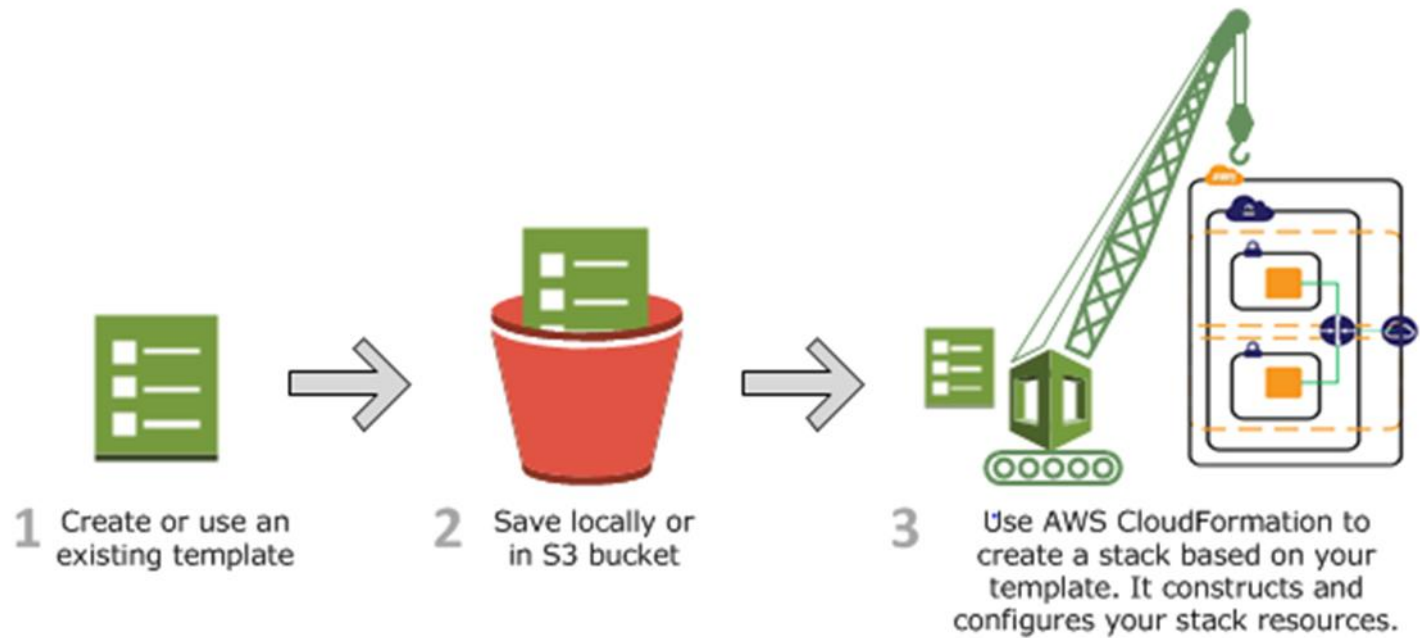 aws
1 Create or use an
existing template
2 Save locally or
in S3 bucket
3 Use AWS CloudFormation to
create a stack based on your
template. It constructs and
configures your stack resources.